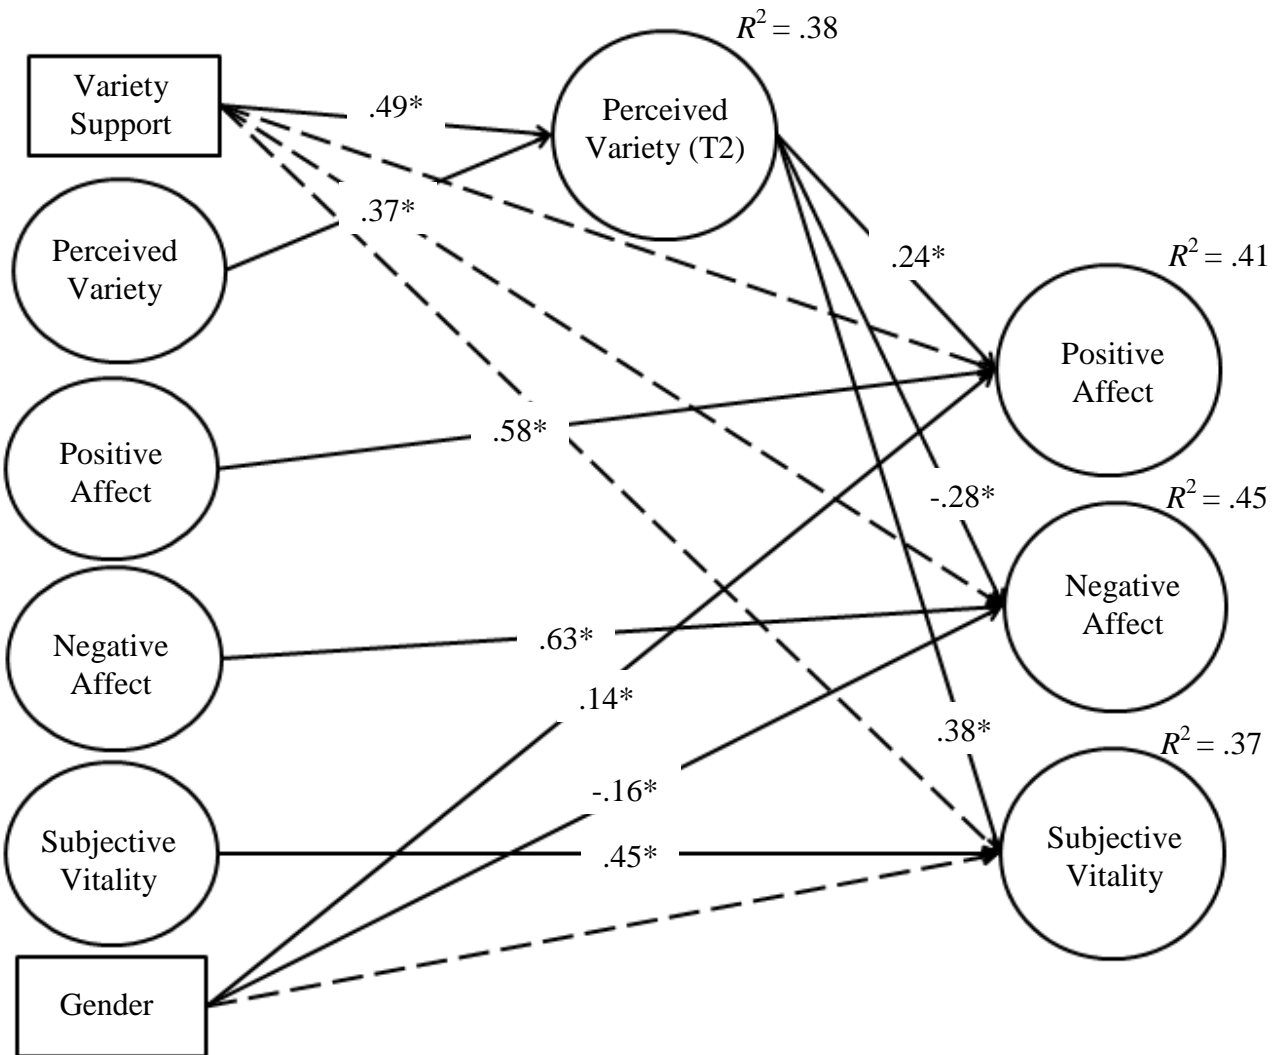 R² = .38
Variety
Support
.49*
Perceived
Variety (T2)
.37*
Perceived
Variety
.24*
R² = .41
Positive
Affect
Positive
Affect
.58*
-.28*
R² = .45
Negative
Affect
Negative
Affect
.63*
.14*
.38*
R² = .37
-.16*
Subjective
Vitality
.45*
Subjective
Vitality
Gender